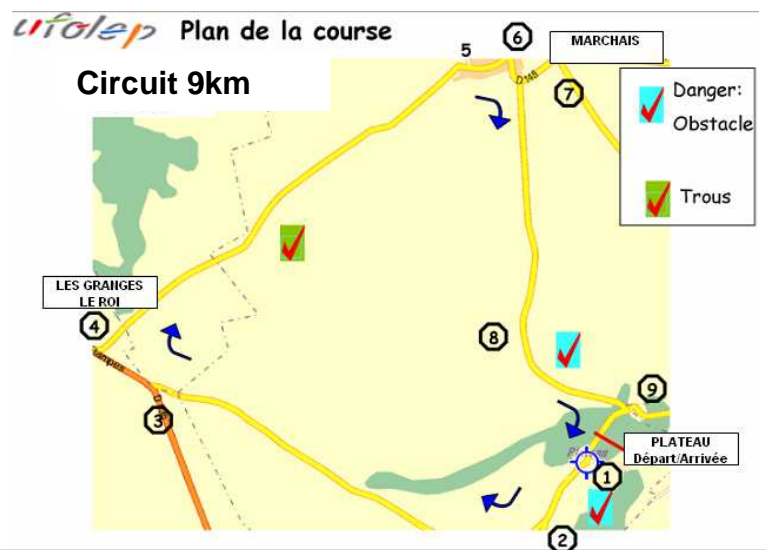 ufolep Plan de la course
Circuit 9km
5
6
MARCHAIS
D 148
7
Danger:
Obstacle
Trous
LES GRANGES
LE ROI
4
8
3
9
PLATEAU
Départ/Arrivée
1
2